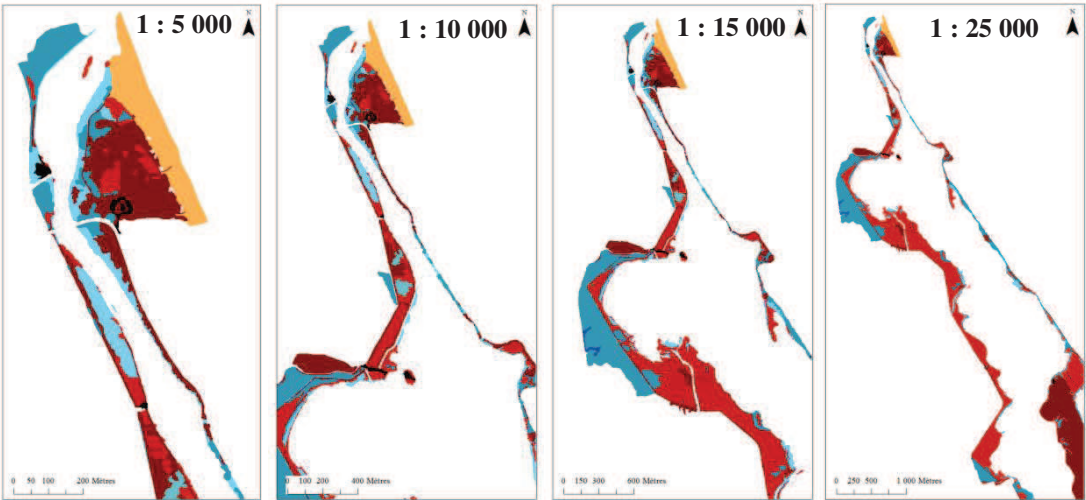 1 : 5 000
N
0 50 100 200 Mètres
1 : 10 000
N
0 100 200 400 Mètres
1 : 15 000
N
0 150 300 600 Mètres
1 : 25 000
N
0 250 500 1 000 Mètres